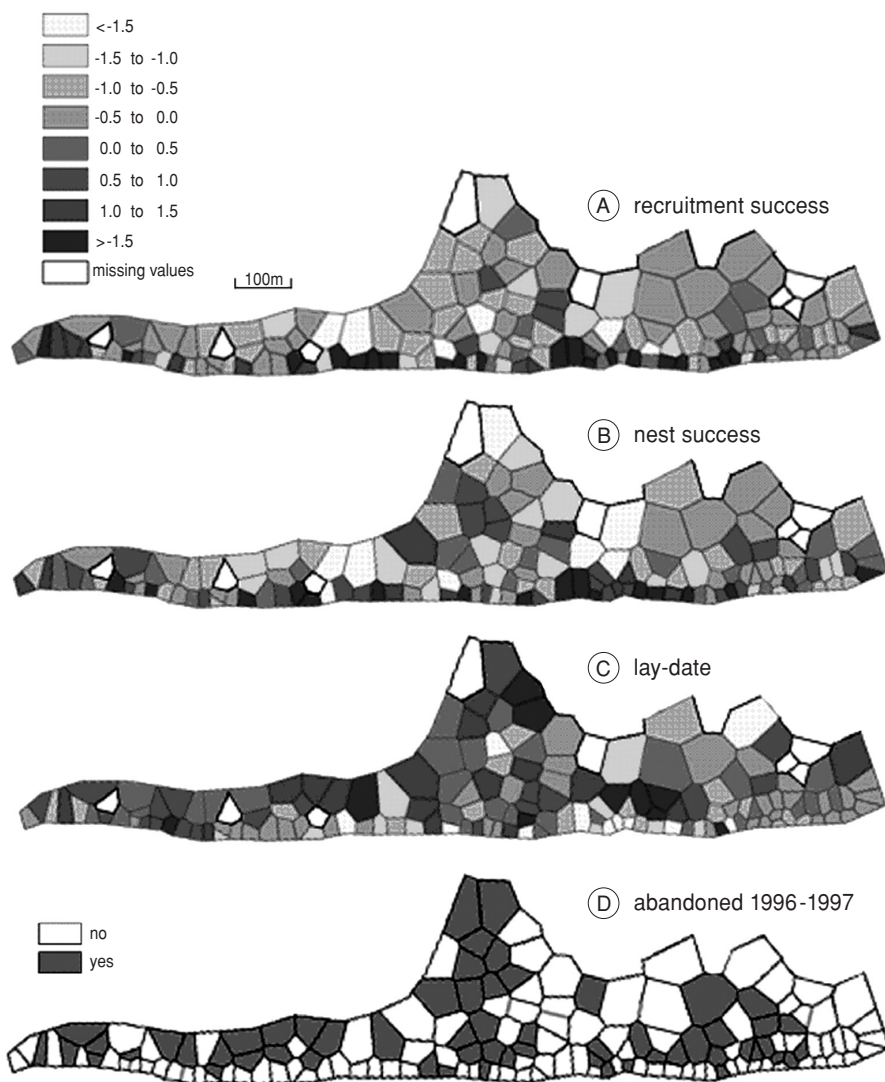 <-1.5
-1.5 to -1.0
-1.0 to -0.5
-0.5 to 0.0
0.0 to 0.5
0.5 to 1.0
1.0 to 1.5
>-1.5
missing values
100m
A recruitment success
B nest success
C lay-date
D abandoned 1996-1997
no
yes